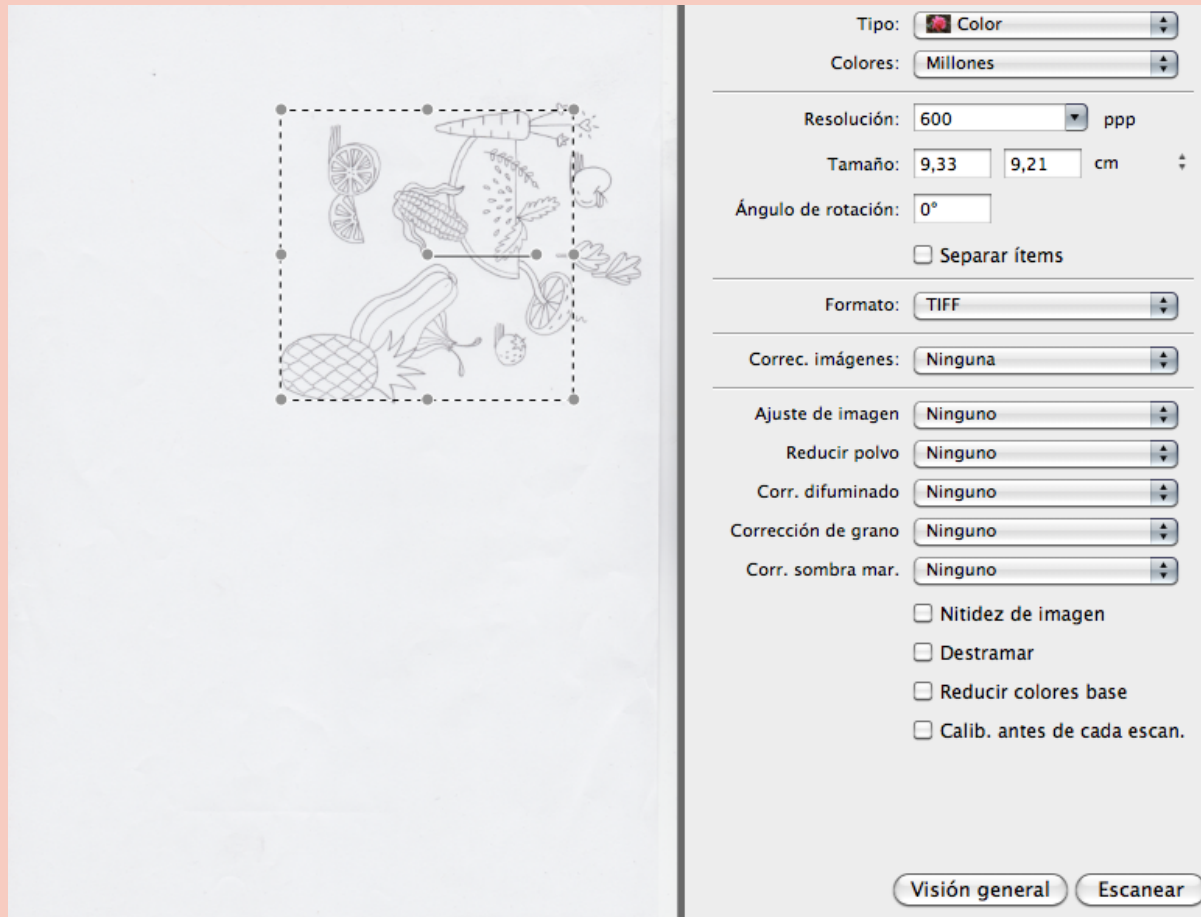 Tipo: Color
Colores: Millones
Resolución: 600 ppp
Tamaño: 9,33 9,21 cm
Ángulo de rotación: 0°
Separar ítems
Formato: TIFF
Correc. imágenes: Ninguna
Ajuste de imagen Ninguno
Reducir polvo Ninguno
Corr. difuminado Ninguno
Corrección de grano Ninguno
Corr. sombra mar. Ninguno
Nitidez de imagen
Destramar
Reducir colores base
Calib. antes de cada escan.
Visión general Escanear